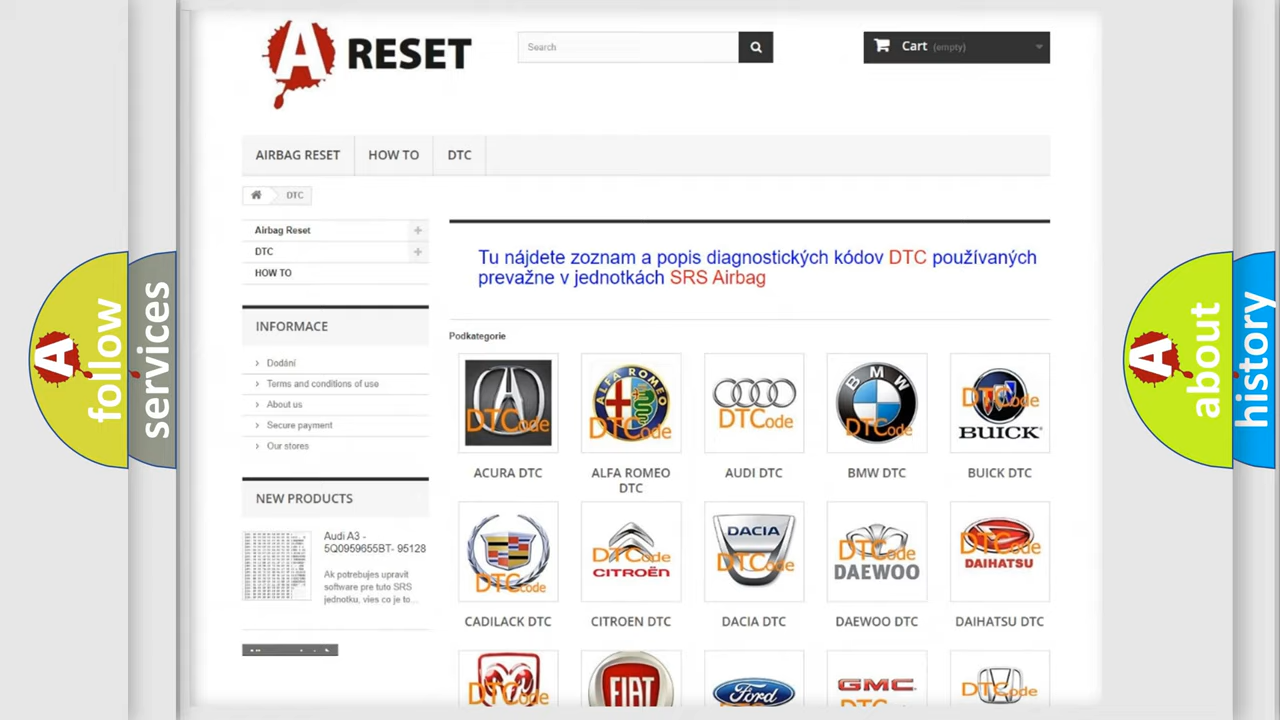 A RESET
Search
Cart (empty)
AIRBAG RESET
HOW TO
DTC
DTC
Airbag Reset
DTC
HOW TO
Tu nájdete zoznam a popis diagnostických kódov DTC používaných
prevažne v jednotkách SRS Airbag
INFORMACE
Dodání
Terms and conditions of use
About us
Secure payment
Our stores
Podkategorie
DTCode
ALFA ROMEO
DTCode
DTCode
BMW
DTCode
DTCode
BUICK
ACURA DTC
ALFA ROMEO
DTC
AUDI DTC
BMW DTC
BUICK DTC
NEW PRODUCTS
Audi A3 -
5Q0959655BT- 95128
Ak potrebujes upravit
software pre tuto SRS
jednotku, vies co je to...
DTCode
DTCode
CITROËN
DACIA
DTCode
DTCode
DAEWOO
DTCode
DAIHATSU
CADILACK DTC
CITROEN DTC
DACIA DTC
DAEWOO DTC
DAIHATSU DTC
DTCode
FIAT
Ford
GMC
DTCode
A follow
services
A about
history